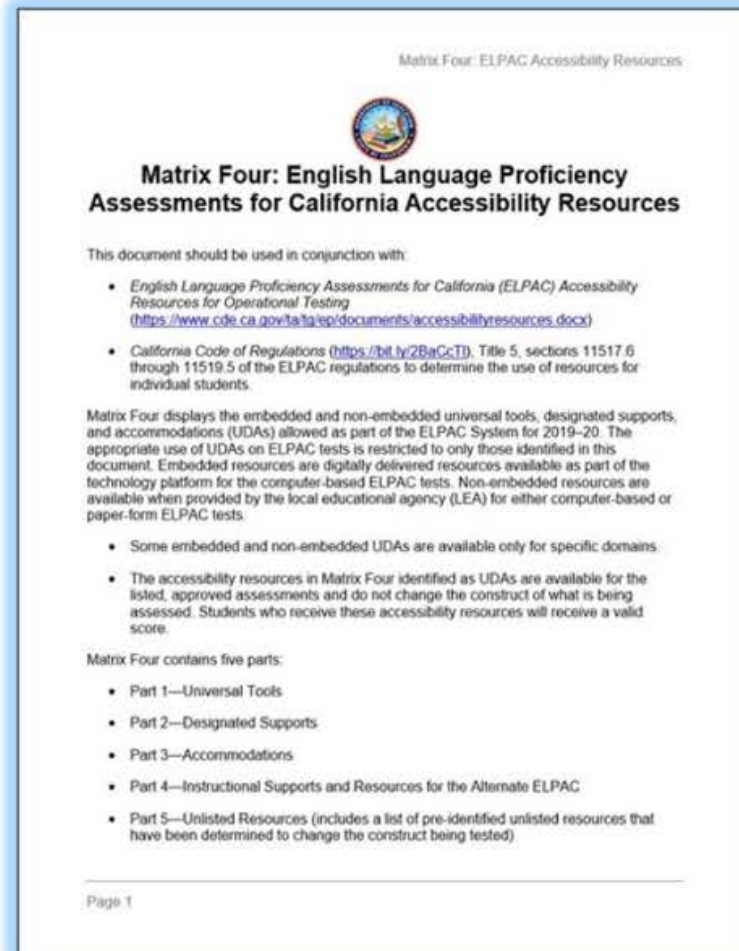 Matrix Four: ELPAC Accessibility Resources
Matrix Four: English Language Proficiency
Assessments for California Accessibility Resources
This document should be used in conjunction with:
• English Language Proficiency Assessments for California (ELPAC) Accessibility
Resources for Operational Testing
(https://www.cde.ca.gov/ta/tg/ep/documents/accessibilityresources.docx)
• California Code of Regulations (https://bit.ly/2BaCcTI), Title 5, sections 11517.6
through 11519.5 of the ELPAC regulations to determine the use of resources for
individual students.
Matrix Four displays the embedded and non-embedded universal tools, designated supports,
and accommodations (UDAs) allowed as part of the ELPAC System for 2019–20. The
appropriate use of UDAs on ELPAC tests is restricted to only those identified in this
document. Embedded resources are digitally delivered resources available as part of the
technology platform for the computer-based ELPAC tests. Non-embedded resources are
available when provided by the local educational agency (LEA) for either computer-based or
paper-form ELPAC tests.
• Some embedded and non-embedded UDAs are available only for specific domains.
• The accessibility resources in Matrix Four identified as UDAs are available for the
listed, approved assessments and do not change the construct of what is being
assessed. Students who receive these accessibility resources will receive a valid
score.
Matrix Four contains five parts:
• Part 1—Universal Tools
• Part 2—Designated Supports
• Part 3—Accommodations
• Part 4—Instructional Supports and Resources for the Alternate ELPAC
• Part 5—Unlisted Resources (includes a list of pre-identified unlisted resources that
have been determined to change the construct being tested)
Page 1